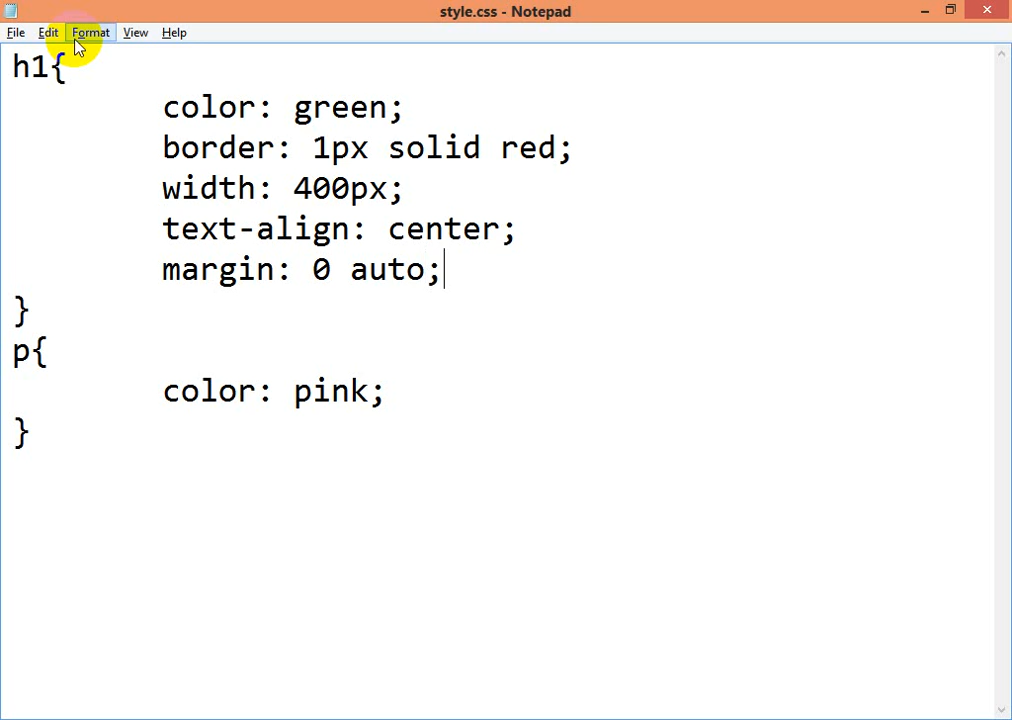 style.css - Notepad
File Edit Format View Help
h1{
color: green;
border: 1px solid red;
width: 400px;
text-align: center;
margin: 0 auto;
}
p{
color: pink;
}